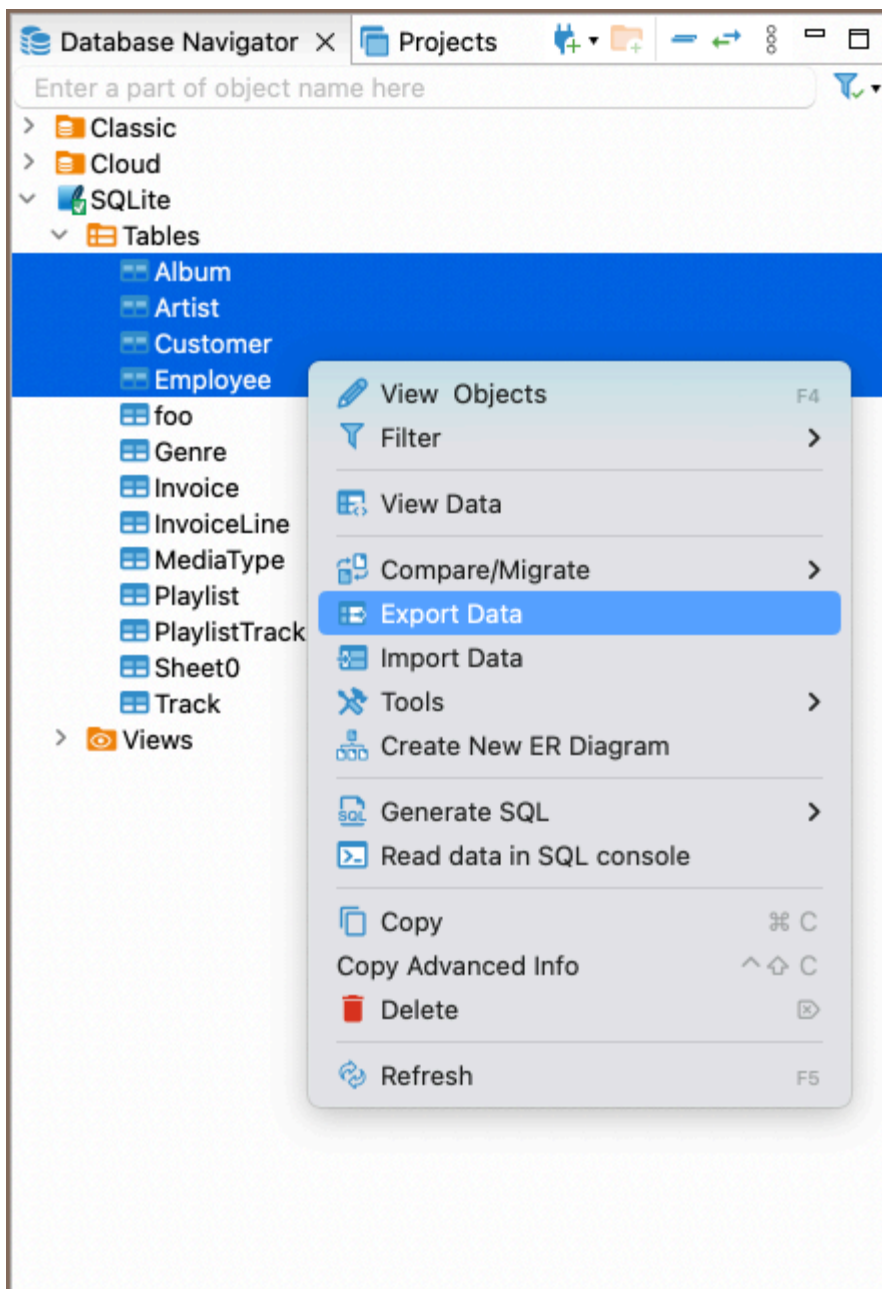 Database Navigator Projects
Enter a part of object name here
Classic
Cloud
SQLite
Tables
Album
Artist
Customer
Employee
foo
Genre
Invoice
InvoiceLine
MediaType
Playlist
PlaylistTrack
Sheet0
Track
Views
View Objects F4
Filter
View Data
Compare/Migrate
Export Data
Import Data
Tools
Create New ER Diagram
Generate SQL
Read data in SQL console
Copy ⌘ C
Copy Advanced Info ^ ⇧ C
Delete ⌦
Refresh F5